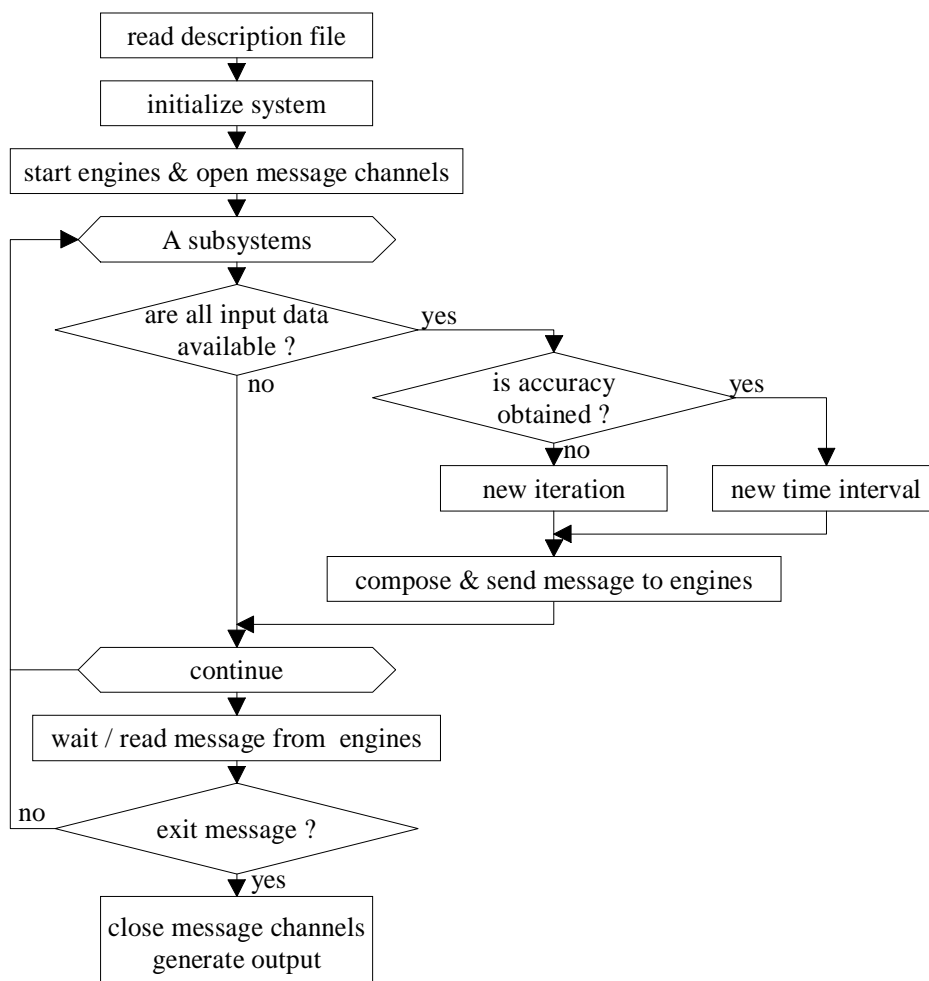 read description file
initialize system
start engines & open message channels
A subsystems
are all input data
available ?
yes
no
is accuracy
obtained ?
yes
no
new iteration
new time interval
compose & send message to engines
continue
wait / read message from engines
no
exit message ?
yes
close message channels
generate output